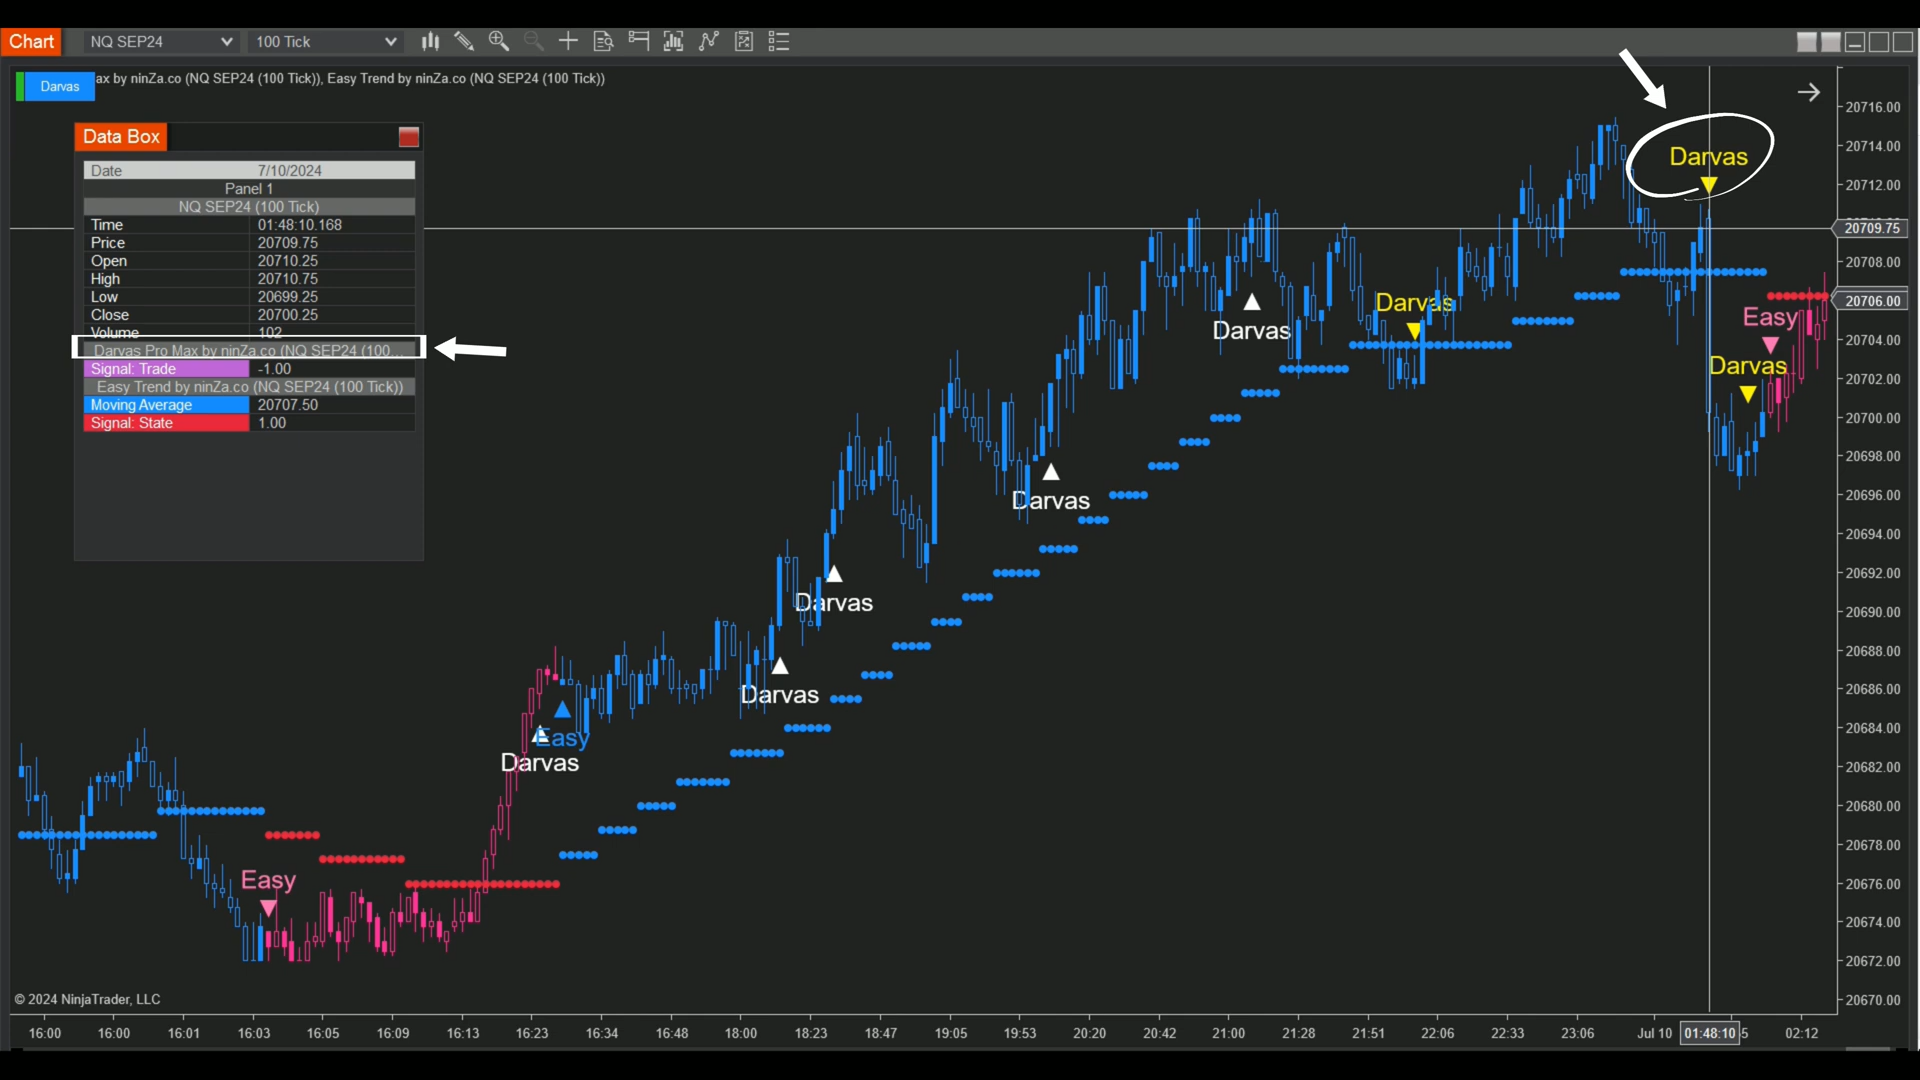 Chart NQ SEP24 100 Tick
Darvas ax by ninZa.co (NQ SEP24 (100 Tick)), Easy Trend by ninZa.co (NQ SEP24 (100 Tick))
Data Box
Date 7/10/2024
Panel 1
NQ SEP24 (100 Tick)
Time 01:48:10.168
Price 20709.75
Open 20710.25
High 20710.75
Low 20699.25
Close 20700.25
Volume 102
Darvas Pro Max by ninZa.co (NQ SEP24 (100...
Signal: Trade -1.00
Easy Trend by ninZa.co (NQ SEP24 (100 Tick))
Moving Average 20707.50
Signal: State 1.00
Darvas
Darvas
Darvas
Easy
Darvas
Darvas
Darvas
Darvas
Easy
Darvas
Easy
20716.00
20714.00
20712.00
20709.75
20708.00
20706.00
20704.00
20702.00
20700.00
20698.00
20696.00
20694.00
20692.00
20690.00
20688.00
20686.00
20684.00
20682.00
20680.00
20678.00
20676.00
20674.00
20672.00
20670.00
© 2024 NinjaTrader, LLC
16:00 16:00 16:01 16:03 16:05 16:09 16:13 16:23 16:34 16:48 18:00 18:23 18:47 19:05 19:53 20:20 20:42 21:00 21:28 21:51 22:06 22:33 23:06 Jul 10 01:48:10 5 02:12